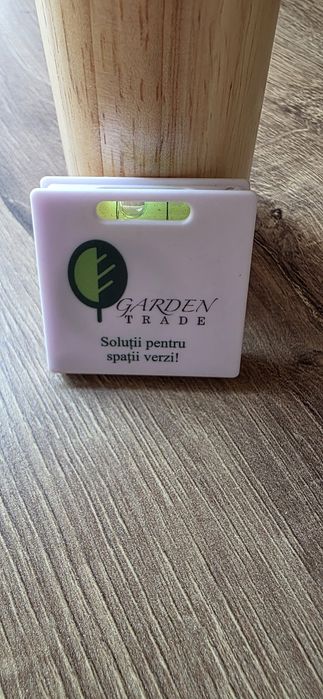 GARDEN
TRADE
Soluții pentru
spații verzi!